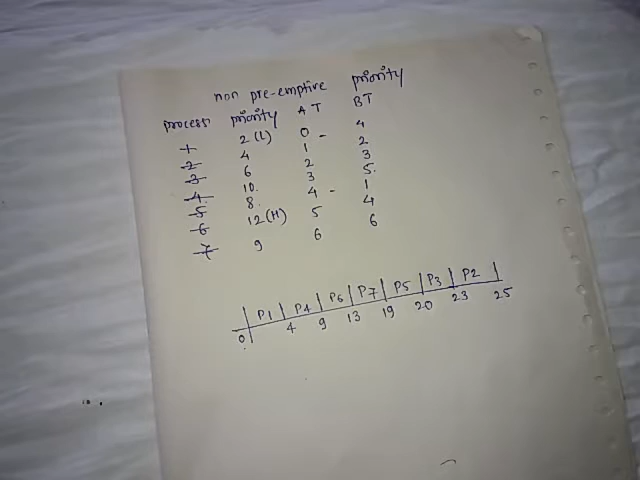 non pre-emptive priority
process priority AT BT
1 2(L) 0 - 4
2 4 1 2
3 6 2 3
4. 10. 3 5.
5. 8. 4 - 1
6 12(H) 5 4
7 9 6 6
P1 P4 P6 P7 P5 P3 P2
0 4 9 13 19 20 23 25